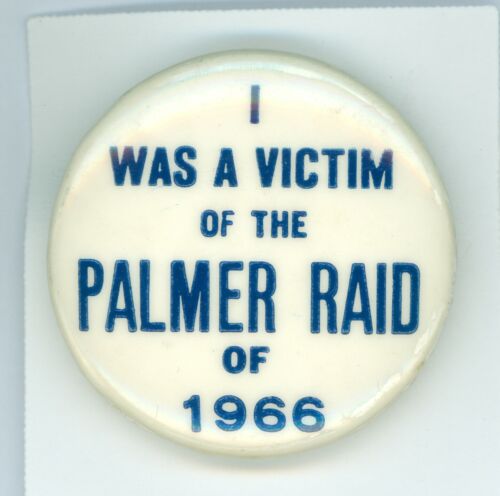 I
WAS A VICTIM
OF THE
PALMER RAID
OF
1966